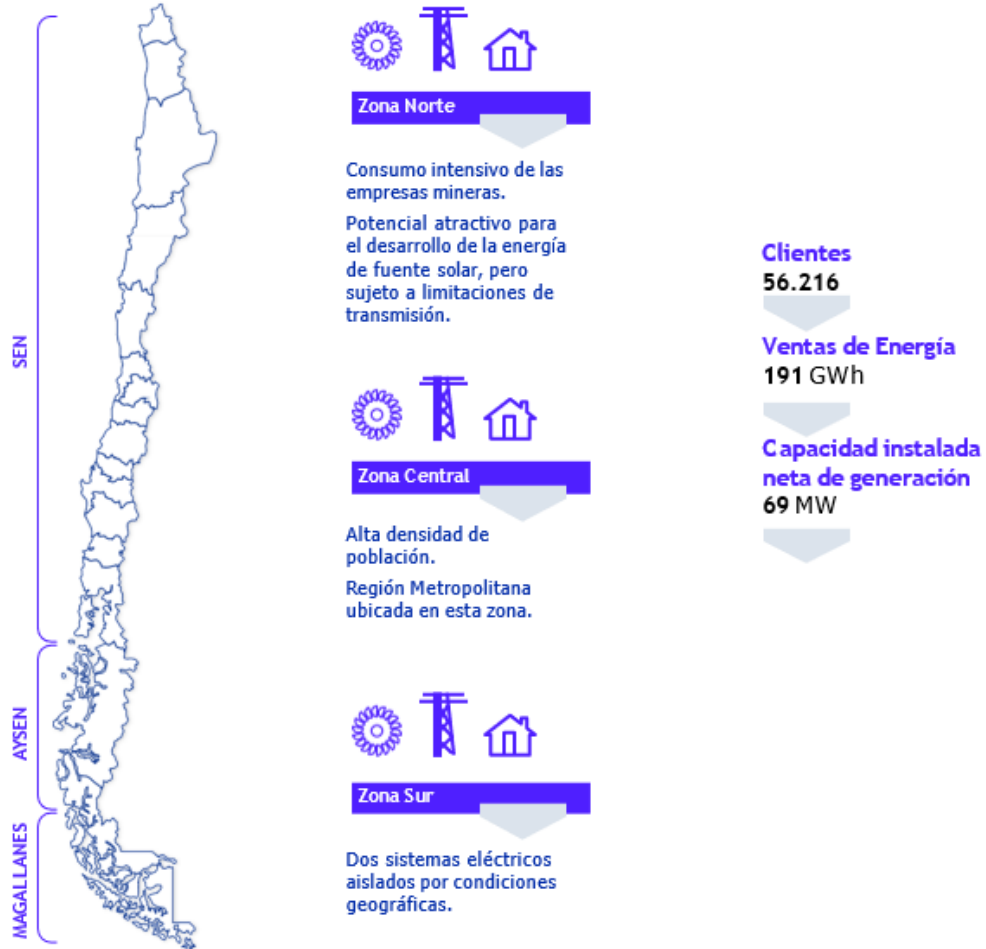 SEN
AYSEN
MAGALLANES
Zona Norte
Consumo intensivo de las
empresas mineras.
Potencial atractivo para
el desarrollo de la energía
de fuente solar, pero
sujeto a limitaciones de
transmisión.
Zona Central
Alta densidad de
población.
Región Metropolitana
ubicada en esta zona.
Zona Sur
Dos sistemas eléctricos
aislados por condiciones
geográficas.
Clientes
56.216
Ventas de Energía
191 GWh
Capacidad instalada
neta de generación
69 MW